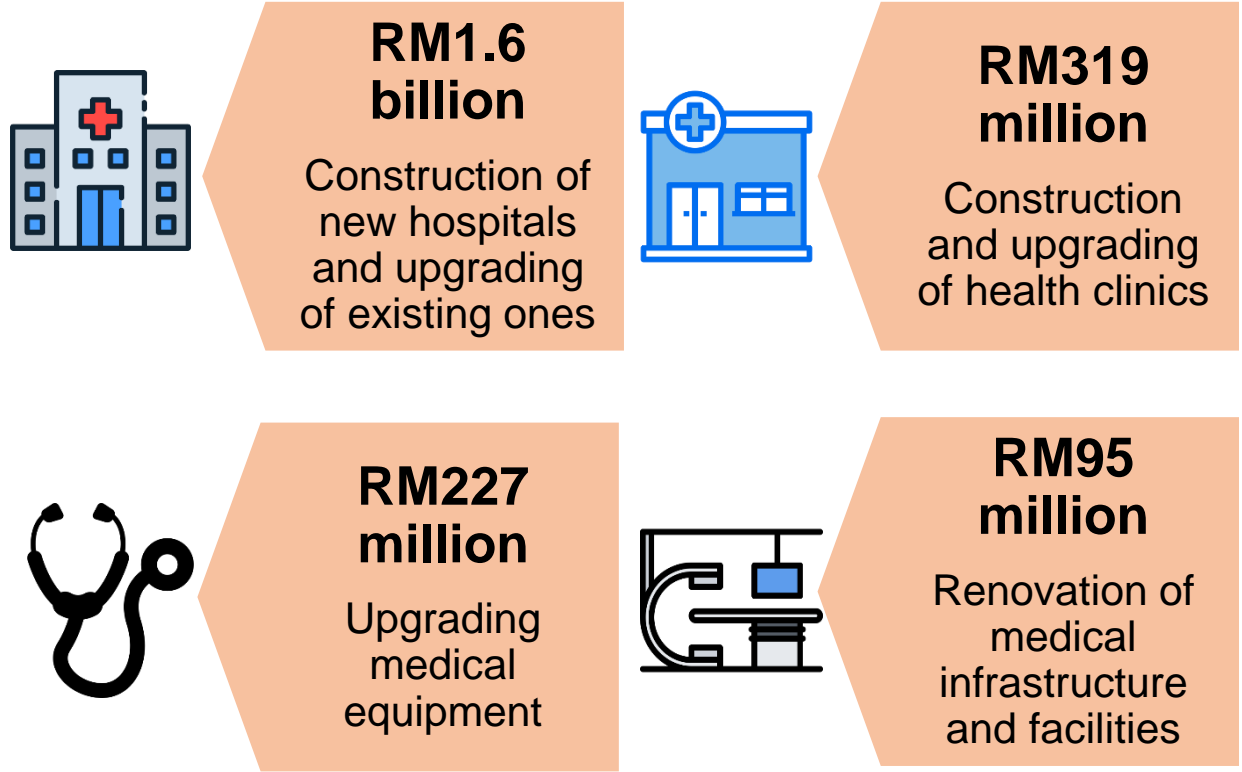 RM1.6
billion
Construction of
new hospitals
and upgrading
of existing ones
RM319
million
Construction
and upgrading
of health clinics
RM227
million
Upgrading
medical
equipment
RM95
million
Renovation of
medical
infrastructure
and facilities